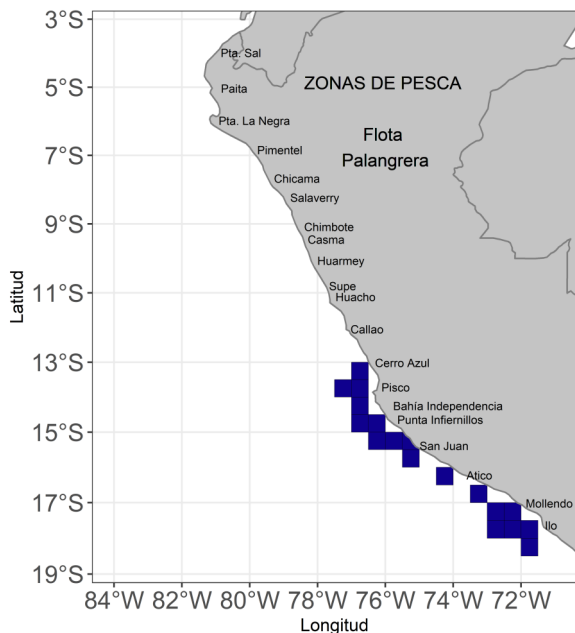 3°S
Pta. Sal
ZONAS DE PESCA
5°S
Paita
Pta. La Negra
Flota
Palangrera
7°S
Pimentel
Chicama
Salaverry
9°S
Chimbote
Casma
Huarmey
11°S
Supe
Huacho
Callao
13°S
Cerro Azul
Pisco
Bahía Independencia
Punta Infiernillos
15°S
San Juan
Atico
17°S
Mollendo
Ilo
19°S
84°W 82°W 80°W 78°W 76°W 74°W 72°W
Longitud
Latitud